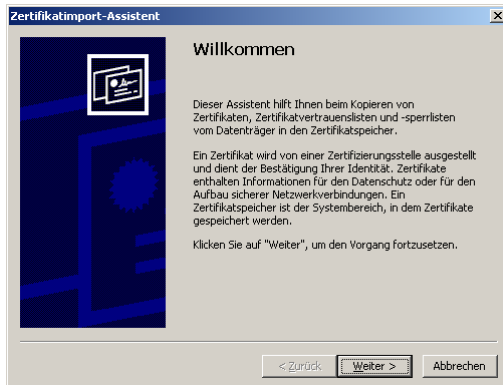 Zertifikatimport-Assistent
Willkommen
Dieser Assistent hilft Ihnen beim Kopieren von
Zertifikaten, Zertifikatvertrauenslisten und -sperrlisten
vom Datenträger in den Zertifikatspeicher.
Ein Zertifikat wird von einer Zertifizierungsstelle ausgestellt
und dient der Bestätigung Ihrer Identität. Zertifikate
enthalten Informationen für den Datenschutz oder für den
Aufbau sicherer Netzwerkverbindungen. Ein
Zertifikatspeicher ist der Systembereich, in dem Zertifikate
gespeichert werden.
Klicken Sie auf "Weiter", um den Vorgang fortzusetzen.
< Zurück Weiter > Abbrechen